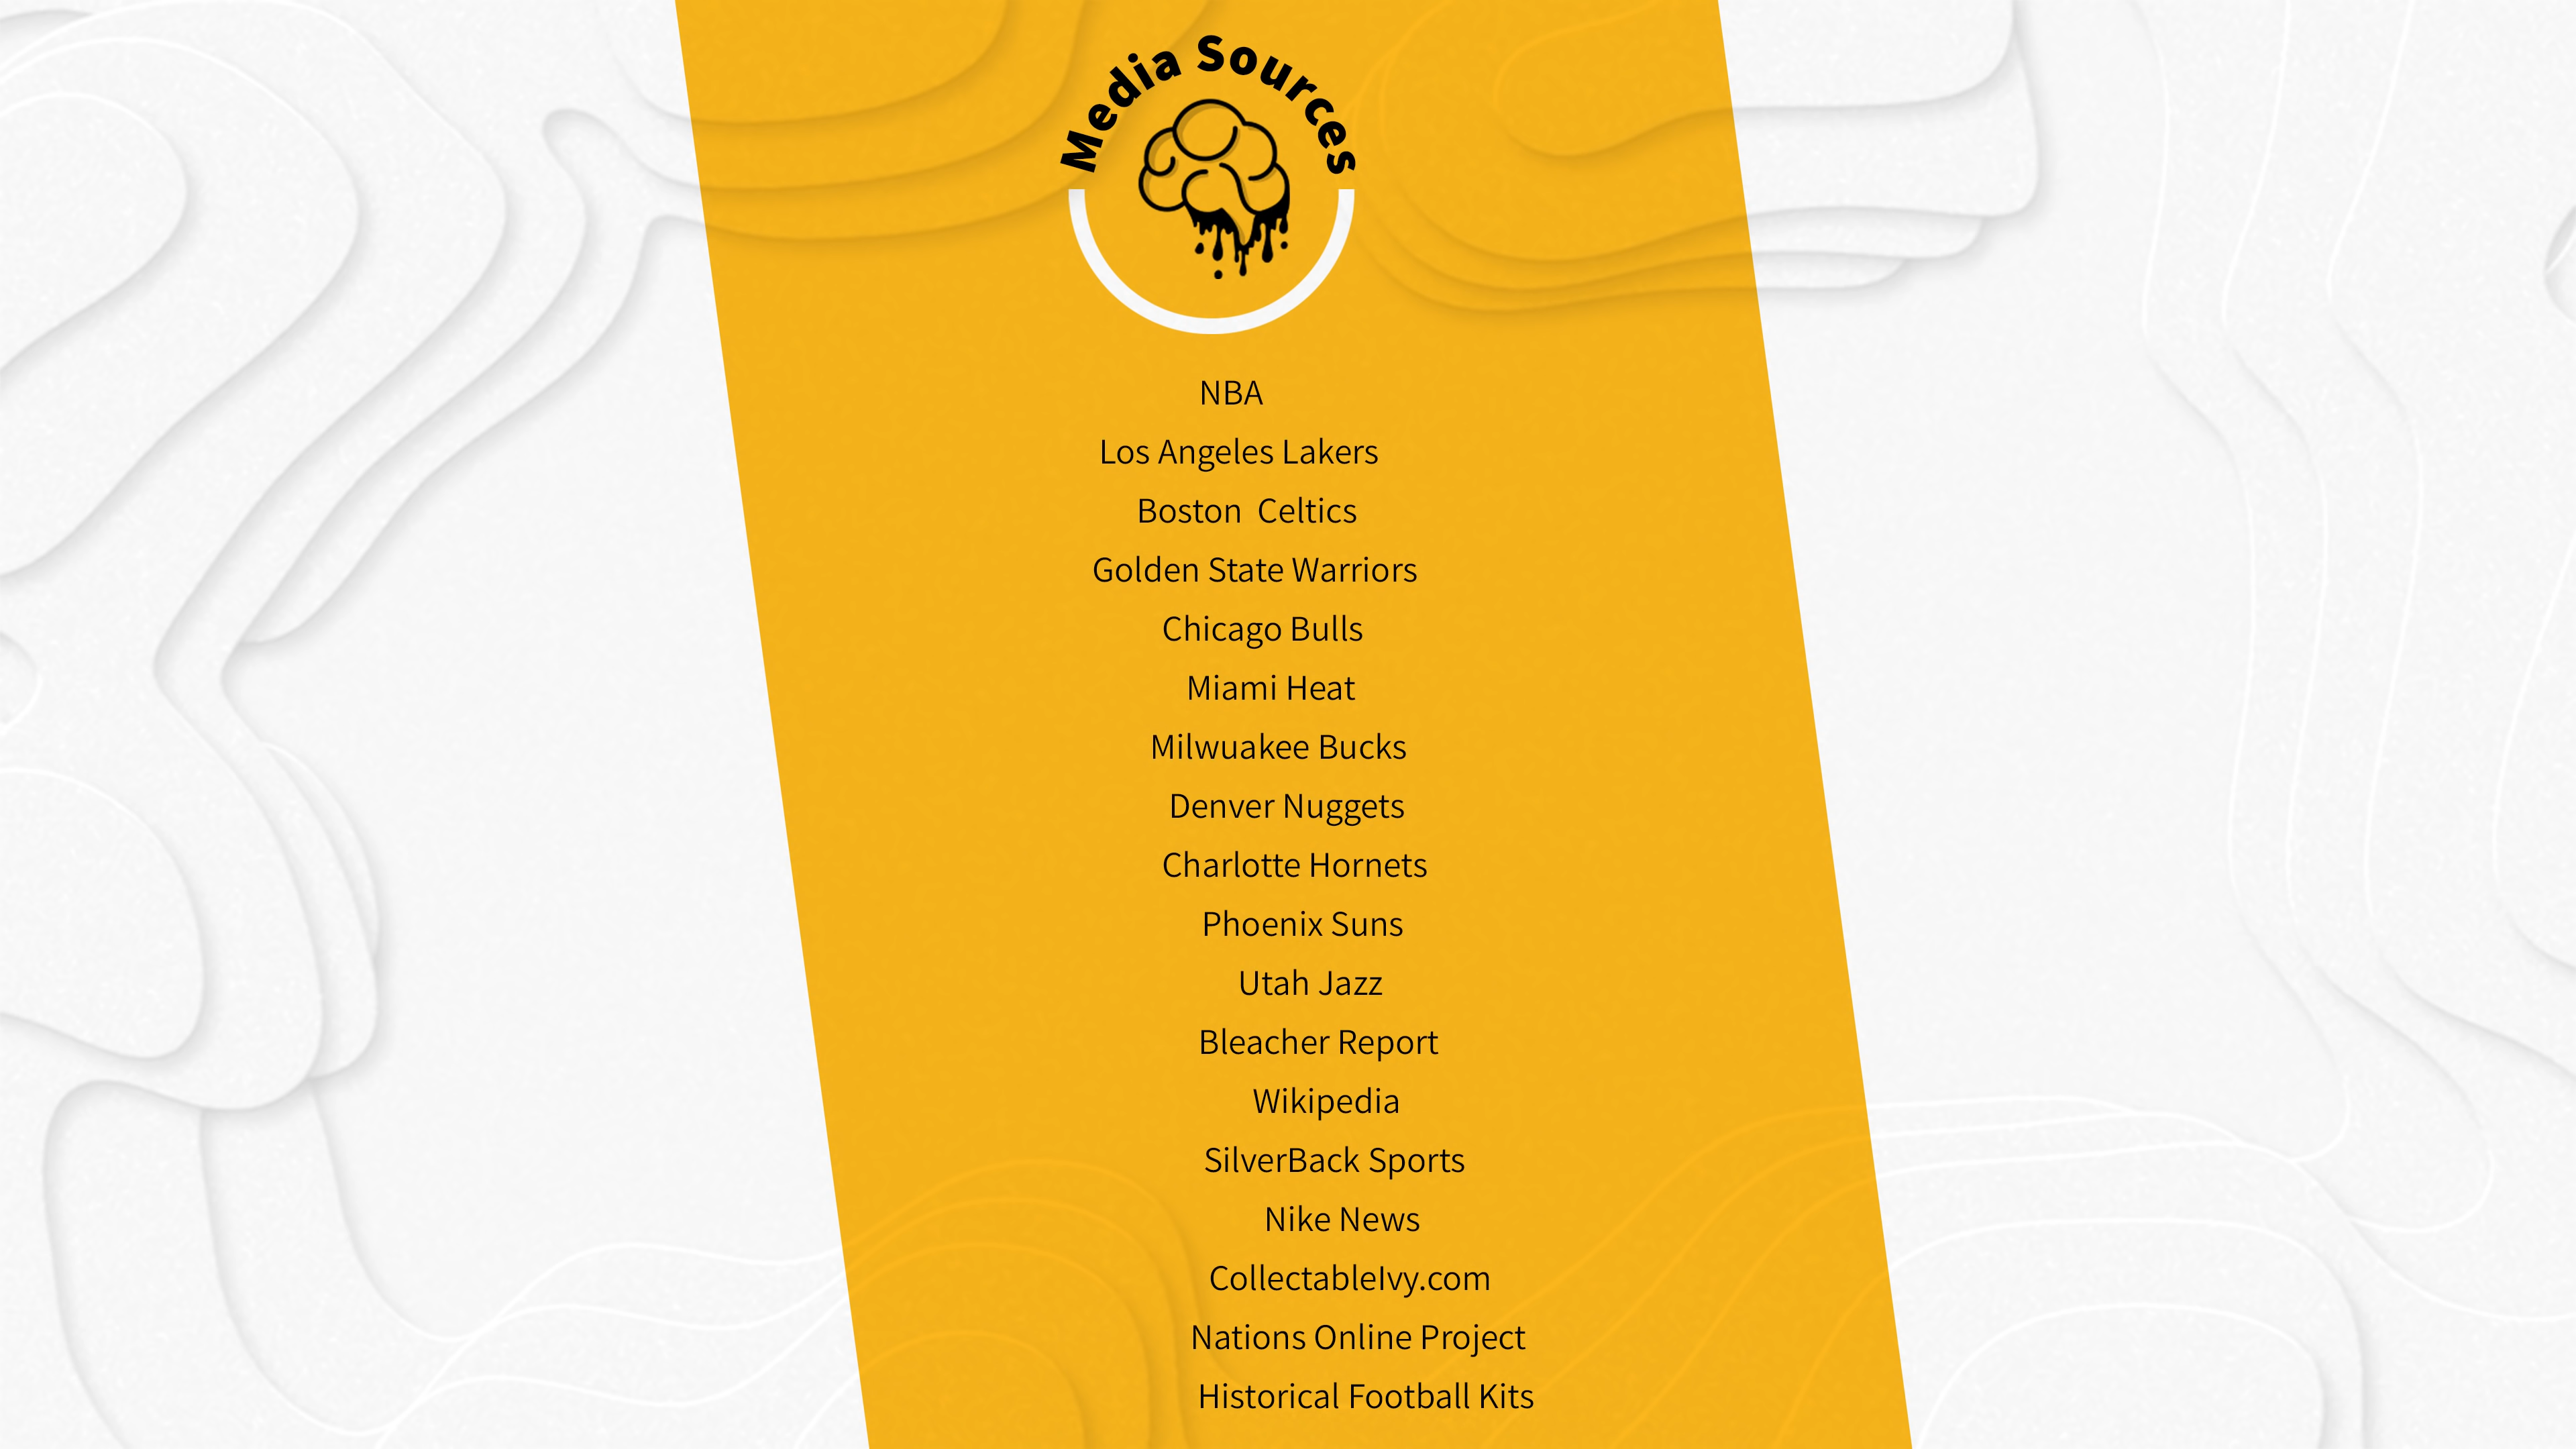 Media Sources
NBA
Los Angeles Lakers
Boston  Celtics
Golden State Warriors
Chicago Bulls
Miami Heat
Milwuakee Bucks
Denver Nuggets
Charlotte Hornets
Phoenix Suns
Utah Jazz
Bleacher Report
Wikipedia
SilverBack Sports
Nike News
CollectableIvy.com
Nations Online Project
Historical Football Kits